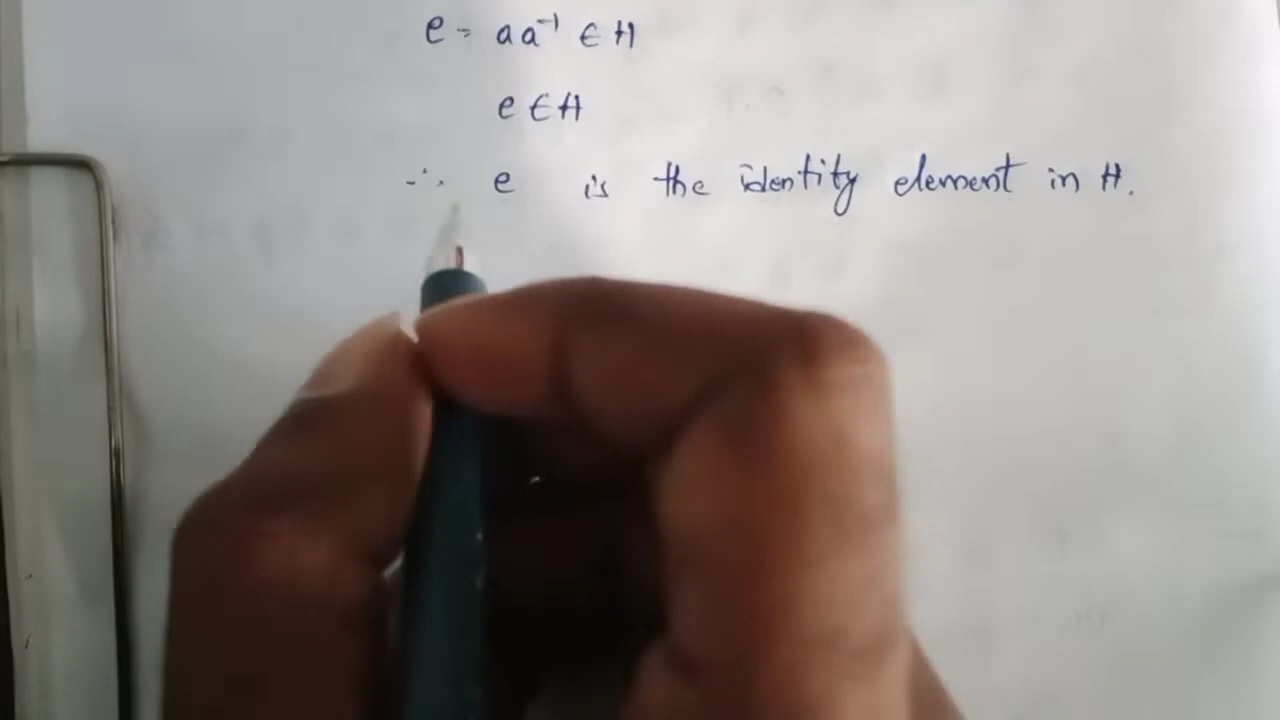 e = aa⁻¹ ∈ H
e ∈ H
∴ e is the identity element in H.